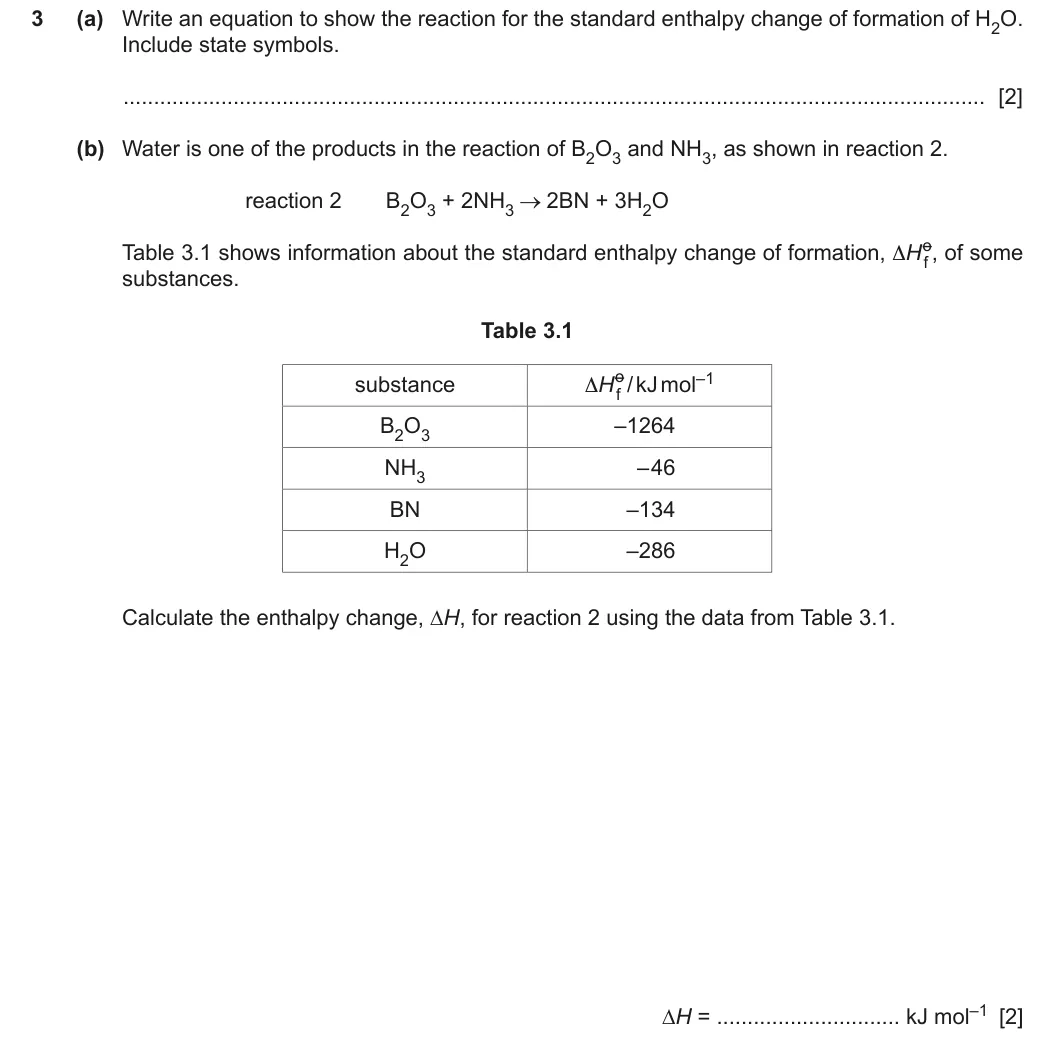 3 (a) Write an equation to show the reaction for the standard enthalpy change of formation of H₂O.
Include state symbols.
.............................................................................................................................................. [2]
(b) Water is one of the products in the reaction of B₂O₃ and NH₃, as shown in reaction 2.
reaction 2 B₂O₃ + 2NH₃ → 2BN + 3H₂O
Table 3.1 shows information about the standard enthalpy change of formation, ΔH_f^⦵, of some
substances.
Table 3.1
substance ΔH_f^⦵ / kJ mol⁻¹
B₂O₃ –1264
NH₃ –46
BN –134
H₂O –286
Calculate the enthalpy change, ΔH, for reaction 2 using the data from Table 3.1.
ΔH = .............................. kJ mol⁻¹ [2]